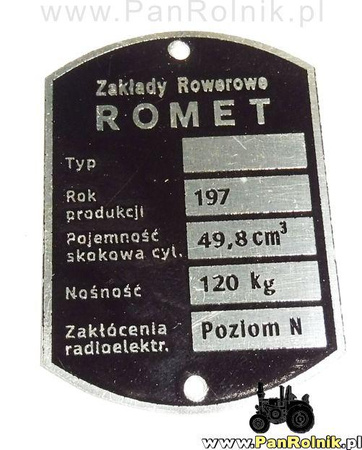 www.PanRolnik.pl
Zakłady Rowerowe
ROMET
Typ
Rok produkcji 197
Pojemność skokowa cyl. 49,8 cm³
Nośność 120 kg
Zakłócenia radioelektr. Poziom N
www.PanRolnik.pl